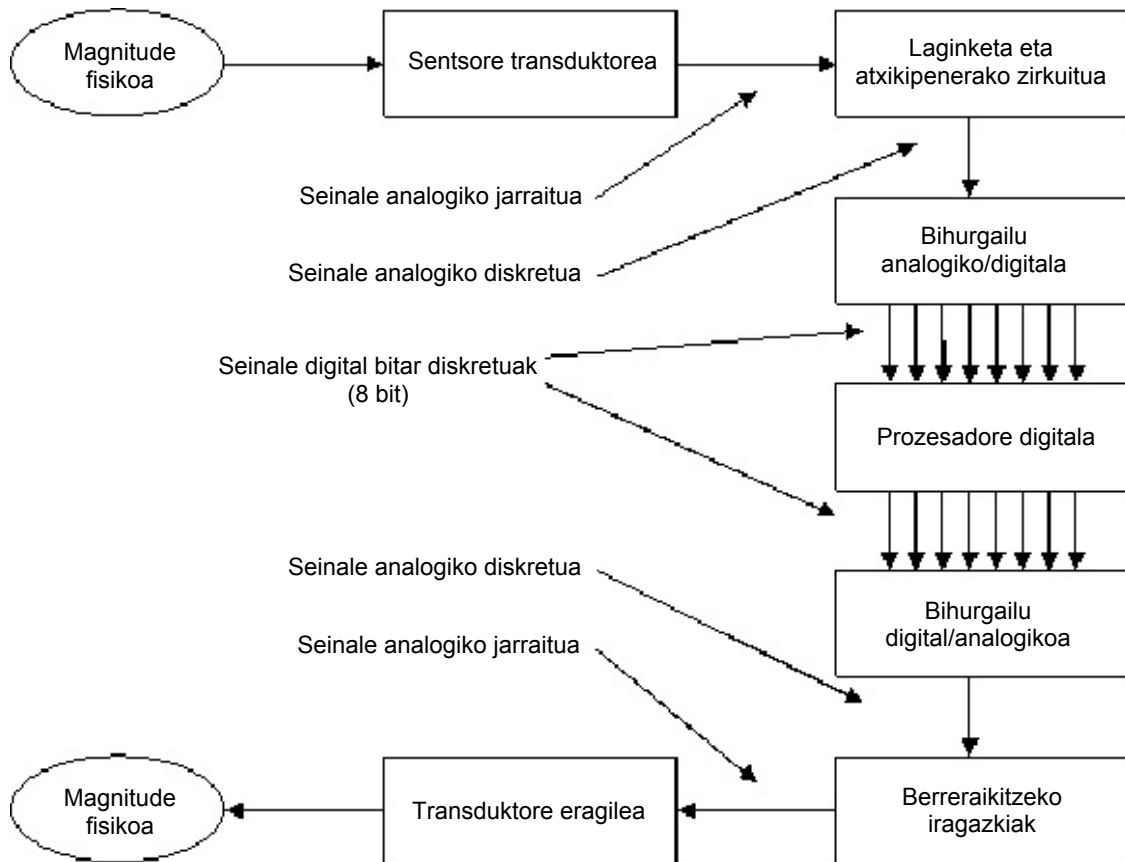 Magnitude
fisikoa
Sentsore transduktorea
Laginketa eta
atxikipenerako zirkuitua
Seinale analogiko jarraitua
Seinale analogiko diskretua
Bihurgailu
analogiko/digitala
Seinale digital bitar diskretuak
(8 bit)
Prozesadore digitala
Seinale analogiko diskretua
Seinale analogiko jarraitua
Bihurgailu
digital/analogikoa
Magnitude
fisikoa
Transduktore eragilea
Berreraikitzeko
iragazkiak